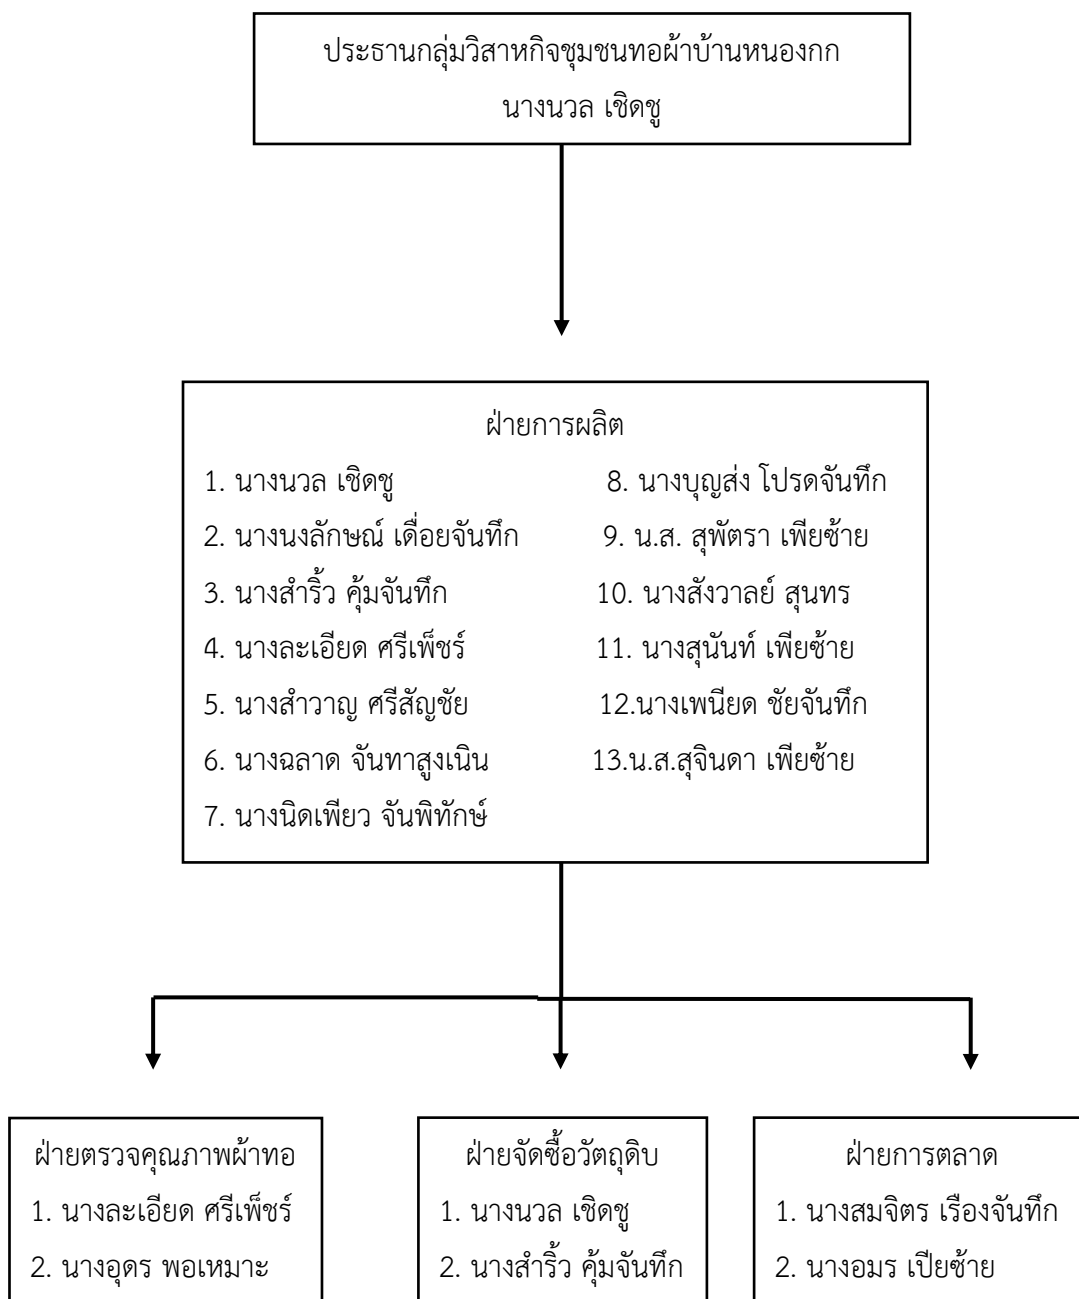 ประธานกลุ่มวิสาหกิจชุมชนทอผ้าบ้านหนองกก
นางนวล เชิดชู
ฝ่ายการผลิต
1. นางนวล เชิดชู
2. นางนงลักษณ์ เดื่อยจันทึก
3. นางสำริ้ว คุ้มจันทึก
4. นางละเอียด ศรีเพ็ชร์
5. นางสำวาญ ศรีสัญชัย
6. นางฉลาด จันทาสูงเนิน
7. นางนิดเพียว จันพิทักษ์
8. นางบุญส่ง โปรดจันทึก
9. น.ส. สุพัตรา เพียซ้าย
10. นางสังวาลย์ สุนทร
11. นางสุนันท์ เพียซ้าย
12.นางเพนียด ชัยจันทึก
13.น.ส.สุจินดา เพียซ้าย
ฝ่ายตรวจคุณภาพผ้าทอ
1. นางละเอียด ศรีเพ็ชร์
2. นางอุดร พอเหมาะ
ฝ่ายจัดซื้อวัตถุดิบ
1. นางนวล เชิดชู
2. นางสำริ้ว คุ้มจันทึก
ฝ่ายการตลาด
1. นางสมจิตร เรืองจันทึก
2. นางอมร เปียซ้าย